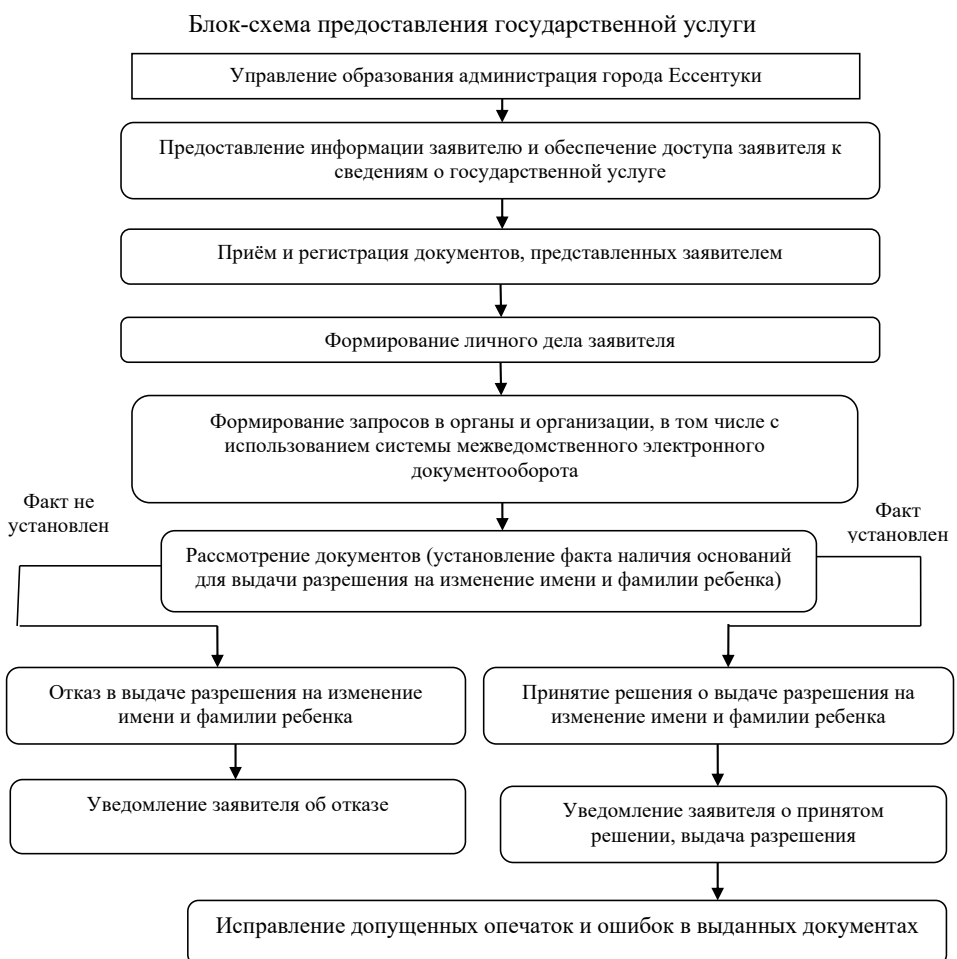 Блок-схема предоставления государственной услуги
Управление образования администрация города Ессентуки
Предоставление информации заявителю и обеспечение доступа заявителя к
сведениям о государственной услуге
Приём и регистрация документов, представленных заявителем
Формирование личного дела заявителя
Формирование запросов в органы и организации, в том числе с
использованием системы межведомственного электронного
документооборота
Факт не
установлен
Факт
установлен
Рассмотрение документов (установление факта наличия оснований
для выдачи разрешения на изменение имени и фамилии ребенка)
Отказ в выдаче разрешения на изменение
имени и фамилии ребенка
Принятие решения о выдаче разрешения на
изменение имени и фамилии ребенка
Уведомление заявителя об отказе
Уведомление заявителя о принятом
решении, выдача разрешения
Исправление допущенных опечаток и ошибок в выданных документах